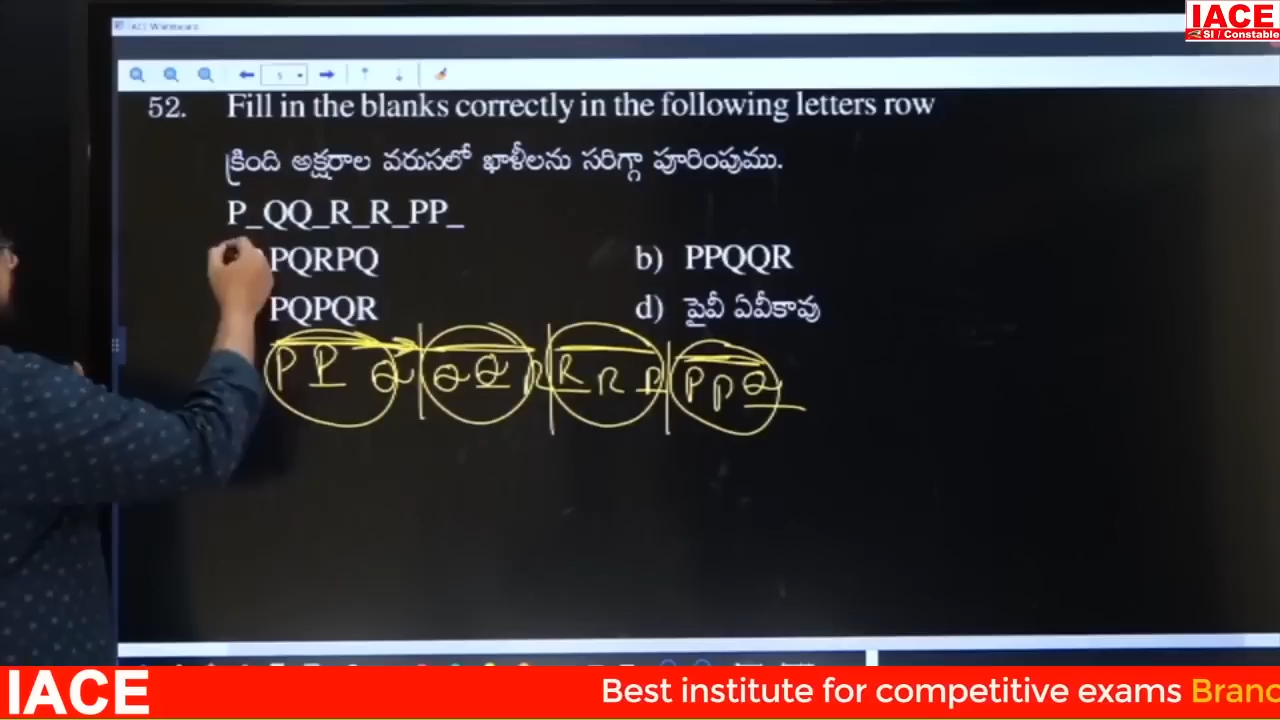 IACE
SI / Constable
52. Fill in the blanks correctly in the following letters row
క్రింది అక్షరాల వరుసలో ఖాళీలను సరిగ్గా పూరింపుము.
P_QQ_R_R_PP_
PQRPQ b) PPQQR
PQPQR d) పైవీ ఏవీకావు
P P Q Q Q R R R P P P Q
IACE Best institute for competitive exams Branc